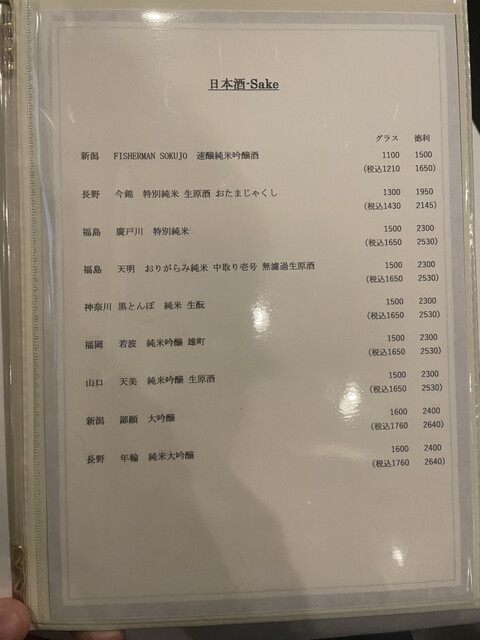 日本酒-Sake
グラス 徳利
新潟 FISHERMAN SOKUJO 速醸純米吟醸酒 1100 1500
(税込1210 1650)
長野 今錦 特別純米 生原酒 おたまじゃくし 1300 1950
(税込1430 2145)
福島 廣戸川 特別純米 1500 2300
(税込1650 2530)
福島 天明 おりがらみ純米 中取り壱号 無濾過生原酒 1500 2300
(税込1650 2530)
神奈川 黒とんぼ 純米 生酛 1500 2300
(税込1650 2530)
福岡 若波 純米吟醸 雄町 1500 2300
(税込1650 2530)
山口 天美 純米吟醸 生原酒 1500 2300
(税込1650 2530)
新潟 鄙願 大吟醸 1600 2400
(税込1760 2640)
長野 年輪 純米大吟醸 1600 2400
(税込1760 2640)